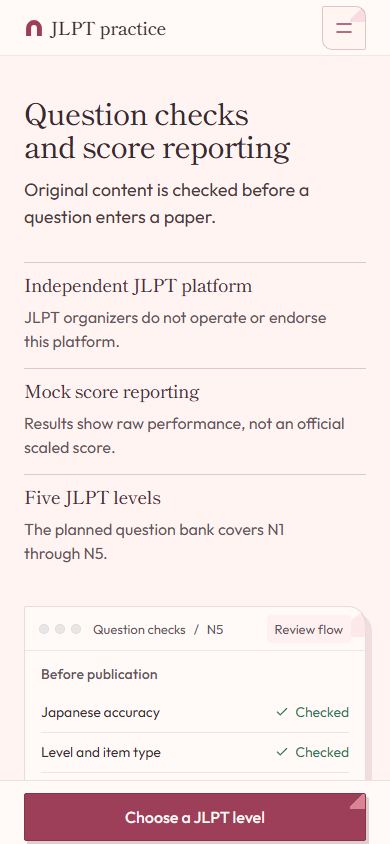 JLPT practice
Question checks
and score reporting
Original content is checked before a
question enters a paper.
Independent JLPT platform
JLPT organizers do not operate or endorse
this platform.
Mock score reporting
Results show raw performance, not an official
scaled score.
Five JLPT levels
The planned question bank covers N1
through N5.
Question checks / N5 Review flow
Before publication
Japanese accuracy ✓ Checked
Level and item type ✓ Checked
Choose a JLPT level